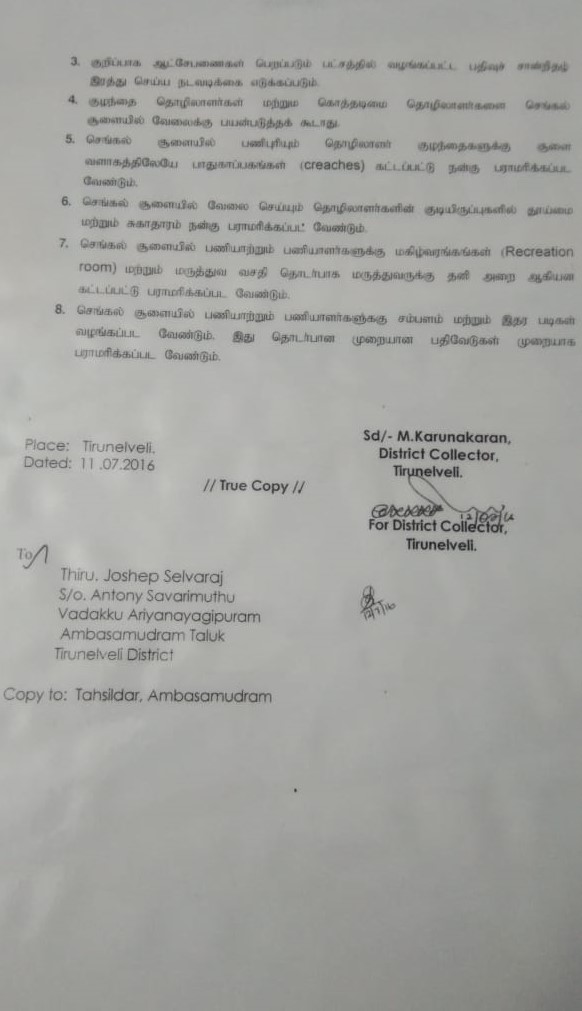 3. குறிப்பாக ஆட்சேபணைகள் பெறப்படும் பட்சத்தில் வழங்கப்பட்ட பதிவுச் சான்றிதழ்
இரத்து செய்ய நடவடிக்கை எடுக்கப்படும்.
4. குழந்தை தொழிலாளர்கள் மற்றும் கொத்தடிமை தொழிலாளர்களை செங்கல்
சூளையில் வேலைக்கு பயன்படுத்தக் கூடாது.
5. செங்கல் சூளையில் பணிபுரியும் தொழிலாளர் குழந்தைகளுக்கு சூளை
வளாகத்திலேயே பாதுகாப்பகங்கள் (creaches) கட்டப்பட்டு நன்கு பராமரிக்கப்பட
வேண்டும்.
6. செங்கல் சூளையில் வேலை செய்யும் தொழிலாளர்களின் குடியிருப்புகளில் தூய்மை
மற்றும் சுகாதாரம் நன்கு பராமரிக்கப்பட வேண்டும்.
7. செங்கல் சூளையில் பணியாற்றும் பணியாளர்களுக்கு மகிழ்வரங்கங்கள் (Recreation
room) மற்றும் மருத்துவ வசதி தொடர்பாக மருத்துவருக்கு தனி அறை ஆகியன
கட்டப்பட்டு பராமரிக்கப்பட வேண்டும்.
8. செங்கல் சூளையில் பணியாற்றும் பணியாளர்களுக்கு சம்பளம் மற்றும் இதர படிகள்
வழங்கப்பட வேண்டும். இது தொடர்பான முறையான பதிவேடுகள் முறையாக
பராமரிக்கப்பட வேண்டும்.
Sd/- M.Karunakaran,
District Collector,
Tirunelveli.
Place: Tirunelveli.
Dated: 11 .07.2016
// True Copy //
For District Collector,
Tirunelveli.
To
Thiru. Joshep Selvaraj
S/o. Antony Savarimuthu
Vadakku Ariyanayagipuram
Ambasamudram Taluk
Tirunelveli District
12/7/16
Copy to: Tahsildar, Ambasamudram